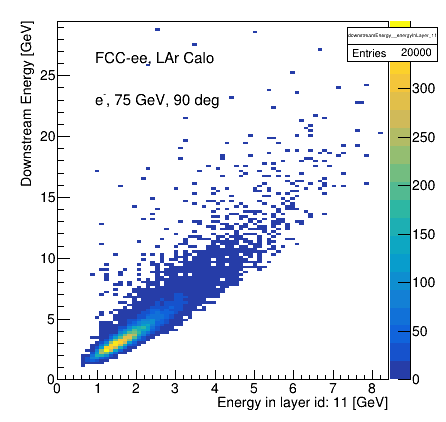 downstreamEnergy__energyInLayer_11
Entries 20000
FCC-ee, LAr Calo
e-, 75 GeV, 90 deg
Downstream Energy [GeV]
25
20
15
10
5
0
0 1 2 3 4 5 6 7 8
Energy in layer id: 11 [GeV]
300
250
200
150
100
50
0